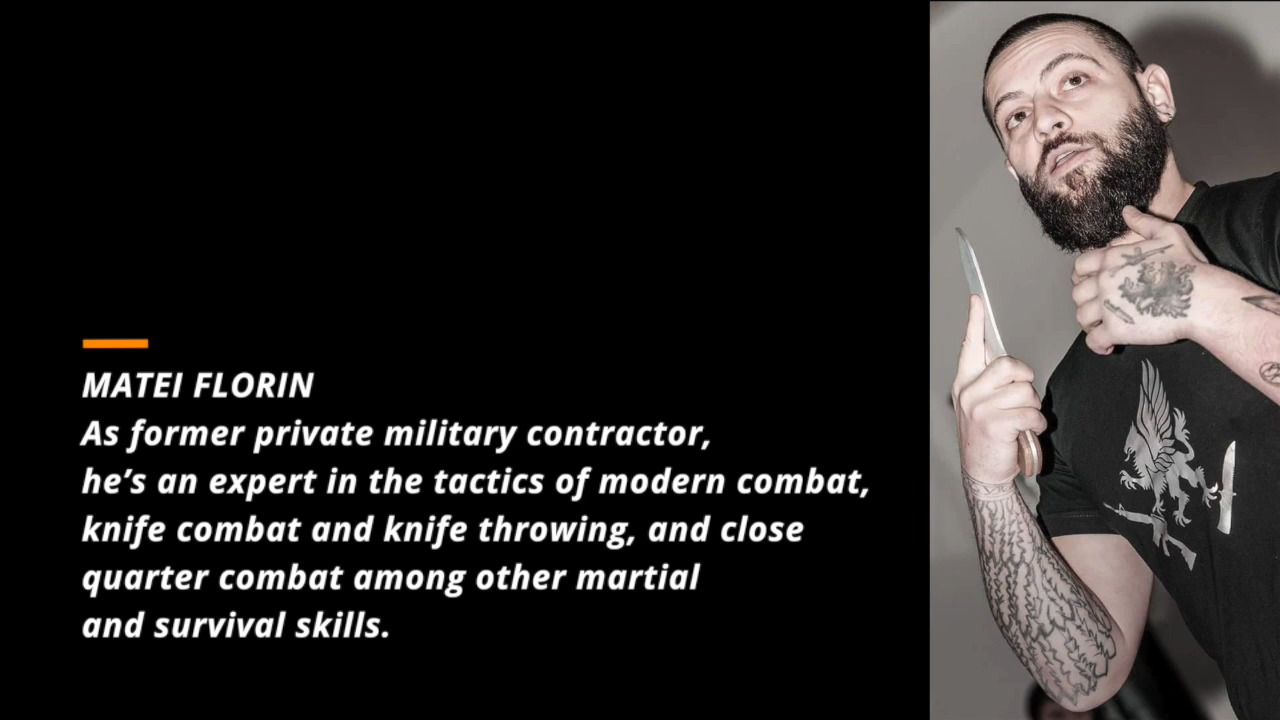 MATEI FLORIN
As former private military contractor,
he’s an expert in the tactics of modern combat,
knife combat and knife throwing, and close
quarter combat among other martial
and survival skills.